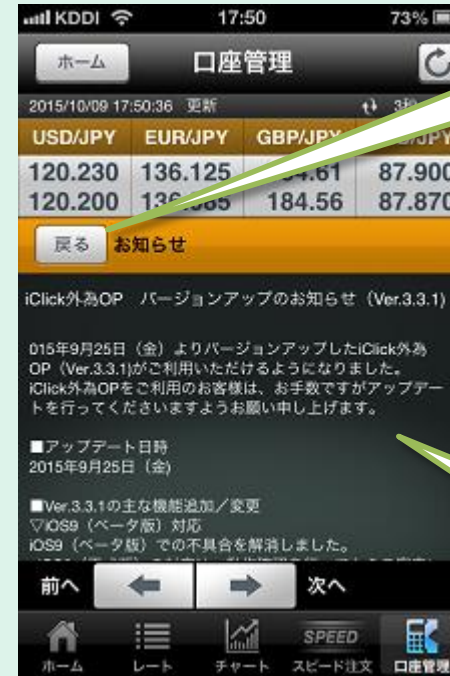 KDDI 17:50 73%
ホーム 口座管理
2015/10/09 17:50:36 更新
USD/JPY EUR/JPY GBP/JPY
120.230 136.125 87.900
120.200 184.56 87.870
戻る お知らせ
iClick外為OP バージョンアップのお知らせ（Ver.3.3.1)
015年9月25日（金）よりバージョンアップしたiClick外為
OP（Ver.3.3.1)がご利用いただけるようになりました。
iClick外為OPをご利用のお客様は、お手数ですがアップデー
トを行ってくださいますようお願い申し上げます。
■アップデート日時
2015年9月25日（金)
■Ver.3.3.1の主な機能追加／変更
▽iOS9（ベータ版）対応
iOS9（ベータ版）での不具合を解消しました。
前へ 次へ
ホーム レート チャート SPEED スピード注文 口座管理